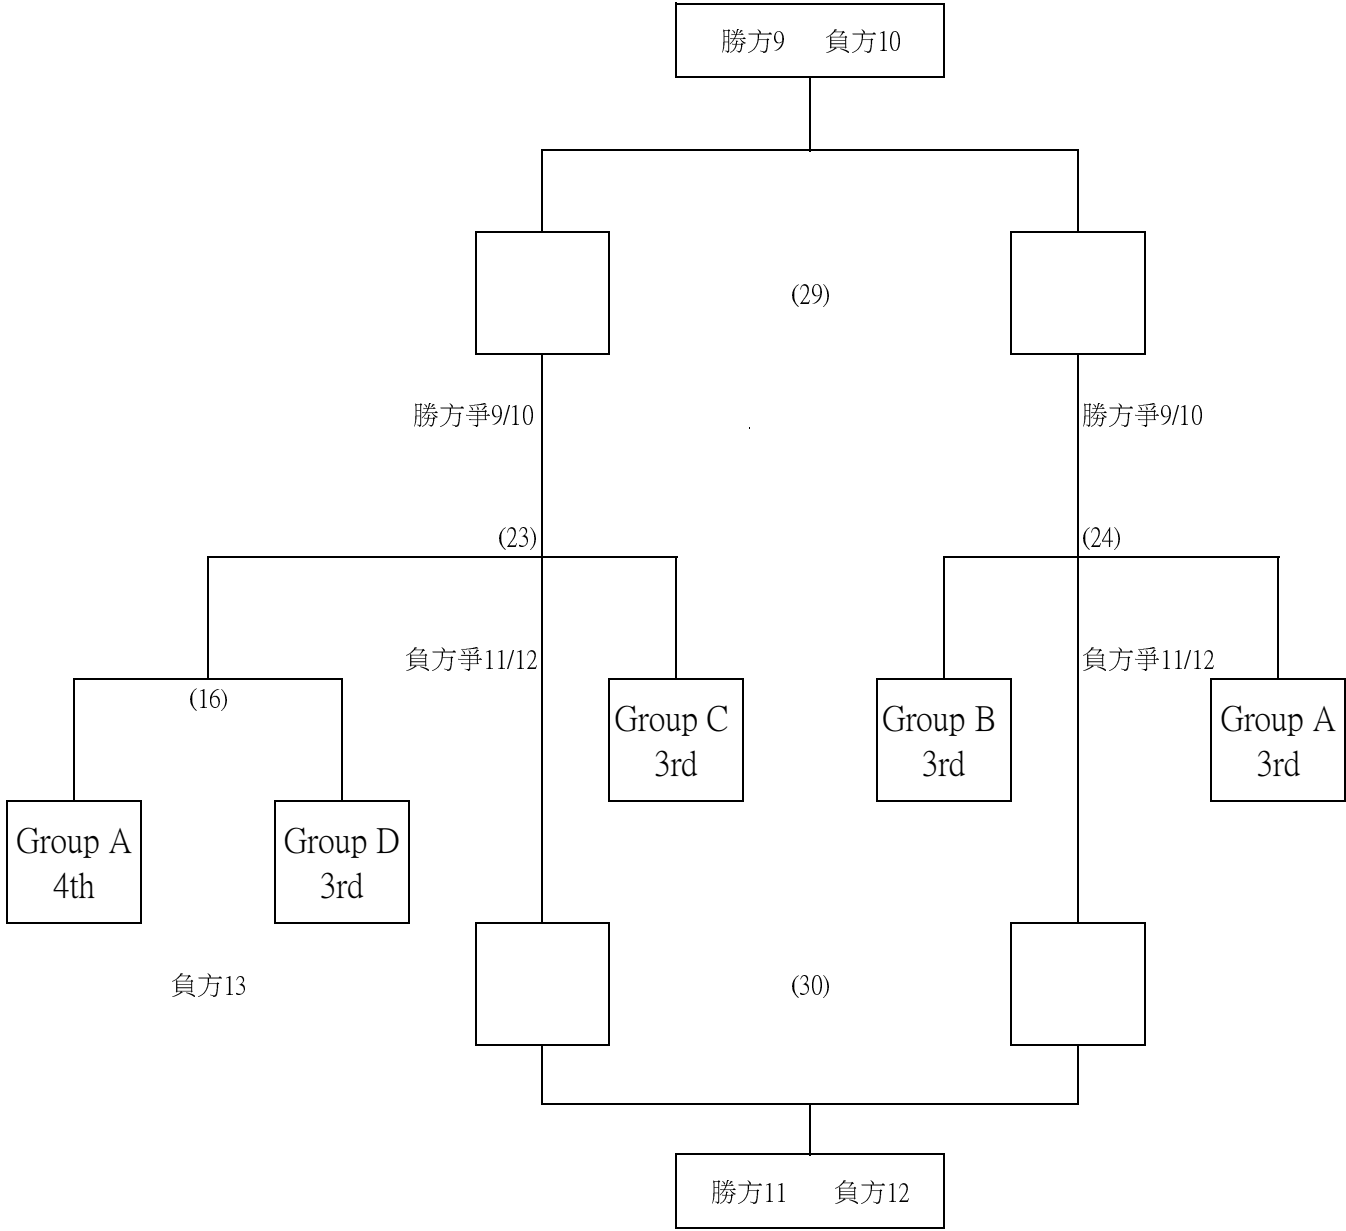 勝方9 負方10
(29)
勝方爭9/10
勝方爭9/10
(23)
(24)
負方爭11/12
負方爭11/12
(16)
Group C
3rd
Group B
3rd
Group A
3rd
Group A
4th
Group D
3rd
負方13
(30)
勝方11 負方12